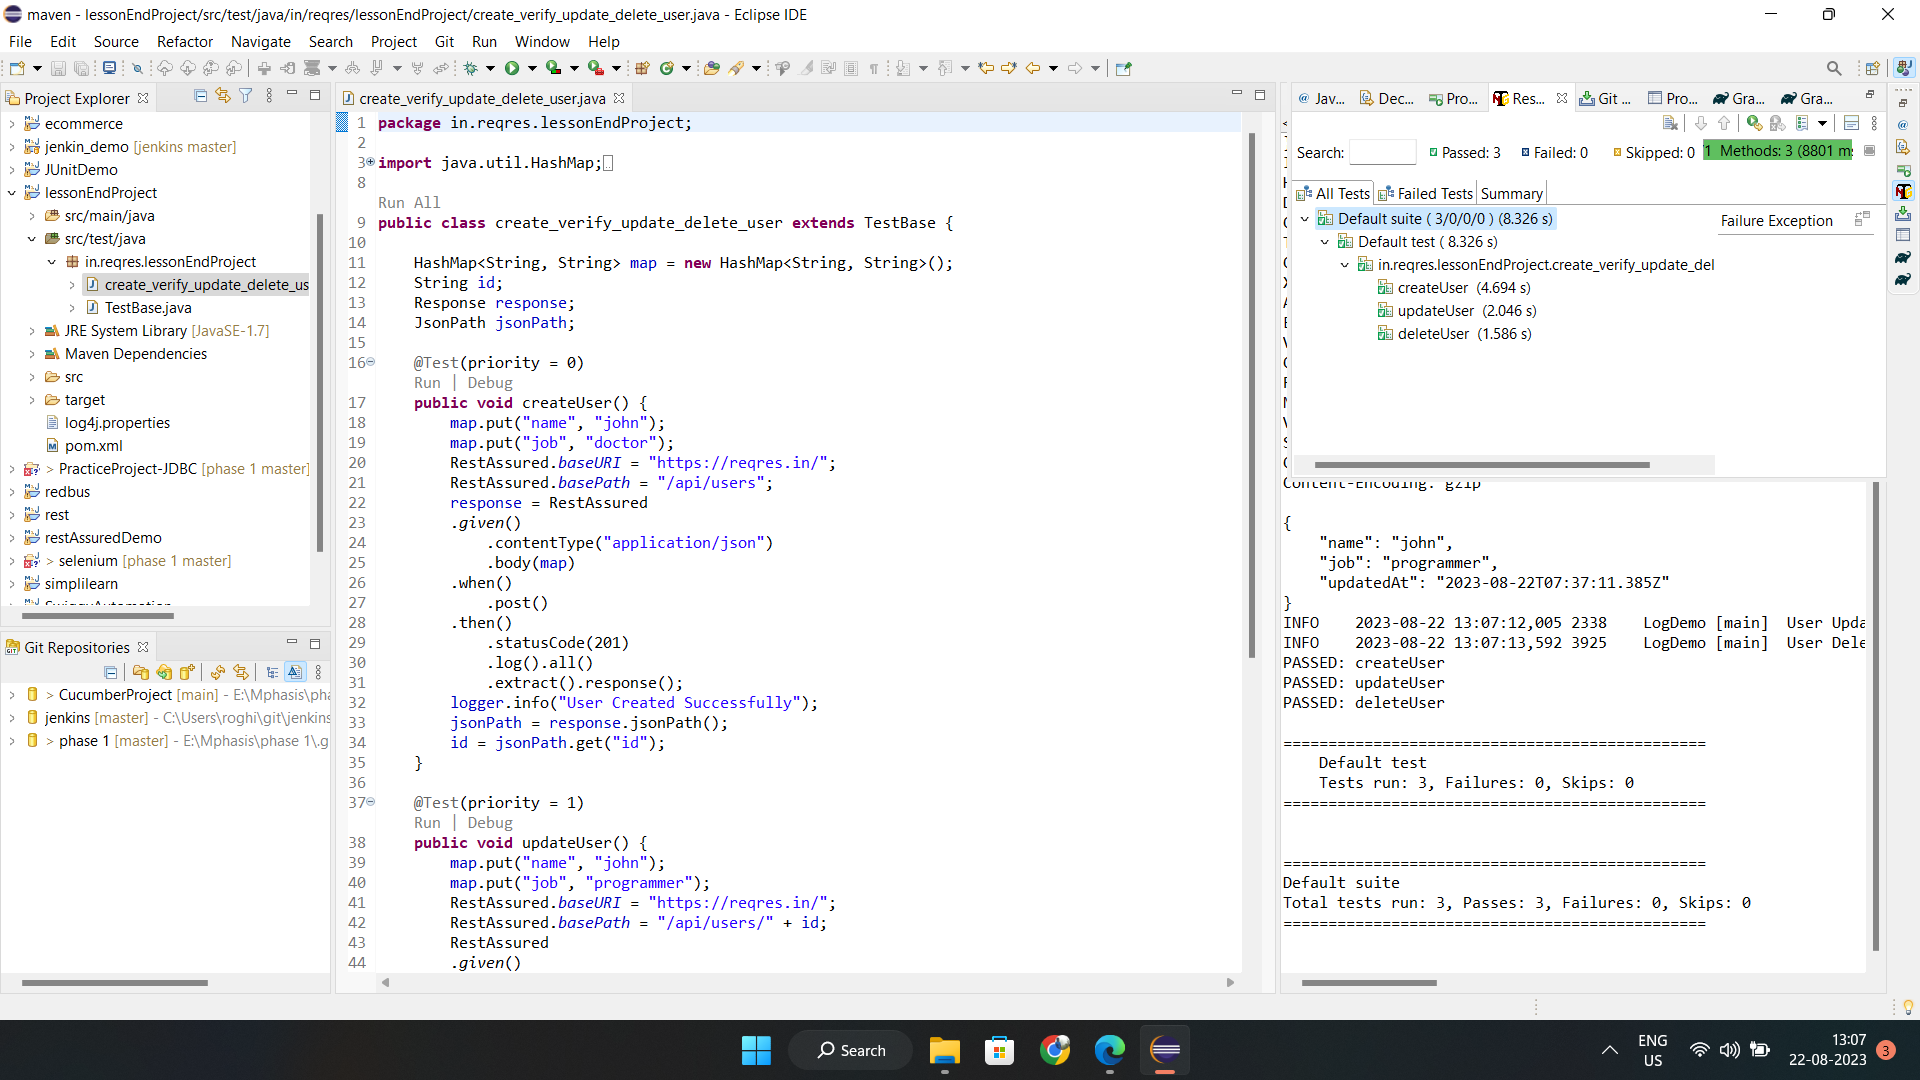 maven - lessonEndProject/src/test/java/in/reqres/lessonEndProject/create_verify_update_delete_user.java - Eclipse IDE
File Edit Source Refactor Navigate Search Project Git Run Window Help
Project Explorer
ecommerce
jenkin_demo [jenkins master]
JUnitDemo
lessonEndProject
src/main/java
src/test/java
in.reqres.lessonEndProject
create_verify_update_delete_us
TestBase.java
JRE System Library [JavaSE-1.7]
Maven Dependencies
src
target
log4j.properties
pom.xml
> PracticeProject-JDBC [phase 1 master]
redbus
rest
restAssuredDemo
> selenium [phase 1 master]
simplilearn
Git Repositories
> CucumberProject [main] - E:\Mphasis\pha
jenkins [master] - C:\Users\roghi\git\jenkins
> phase 1 [master] - E:\Mphasis\phase 1\.g
create_verify_update_delete_user.java
1 package in.reqres.lessonEndProject;
2
3 import java.util.HashMap;
8
Run All
9 public class create_verify_update_delete_user extends TestBase {
10
11 HashMap<String, String> map = new HashMap<String, String>();
12 String id;
13 Response response;
14 JsonPath jsonPath;
15
16 @Test(priority = 0)
Run | Debug
17 public void createUser() {
18 map.put("name", "john");
19 map.put("job", "doctor");
20 RestAssured.baseURI = "https://reqres.in/";
21 RestAssured.basePath = "/api/users";
22 response = RestAssured
23 .given()
24 .contentType("application/json")
25 .body(map)
26 .when()
27 .post()
28 .then()
29 .statusCode(201)
30 .log().all()
31 .extract().response();
32 logger.info("User Created Successfully");
33 jsonPath = response.jsonPath();
34 id = jsonPath.get("id");
35 }
36
37 @Test(priority = 1)
Run | Debug
38 public void updateUser() {
39 map.put("name", "john");
40 map.put("job", "programmer");
41 RestAssured.baseURI = "https://reqres.in/";
42 RestAssured.basePath = "/api/users/" + id;
43 RestAssured
44 .given()
@ Jav... Dec... Pro... Res... Git ... Pro... Gra... Gra...
Search: Passed: 3 Failed: 0 Skipped: 0 Methods: 3 (8801 ms
All Tests Failed Tests Summary
Default suite ( 3/0/0/0 ) (8.326 s)
Failure Exception
Default test ( 8.326 s)
in.reqres.lessonEndProject.create_verify_update_del
createUser (4.694 s)
updateUser (2.046 s)
deleteUser (1.586 s)
Content-Encoding: gzip
{
"name": "john",
"job": "programmer",
"updatedAt": "2023-08-22T07:37:11.385Z"
}
INFO 2023-08-22 13:07:12,005 2338 LogDemo [main] User Upda
INFO 2023-08-22 13:07:13,592 3925 LogDemo [main] User Dele
PASSED: createUser
PASSED: updateUser
PASSED: deleteUser
===============================================
Default test
Tests run: 3, Failures: 0, Skips: 0
===============================================
===============================================
Default suite
Total tests run: 3, Passes: 3, Failures: 0, Skips: 0
===============================================
Search
ENG
US
13:07
22-08-2023
3